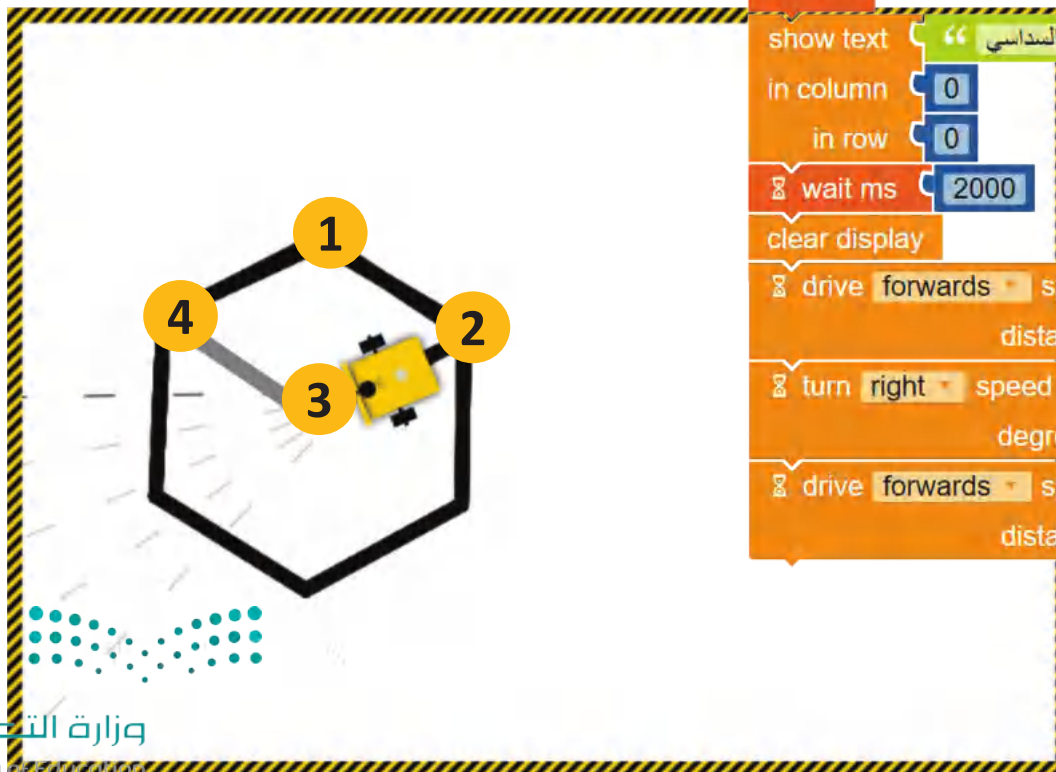 1
2
3
4
show text “ السداسي
in column 0
in row 0
wait ms 2000
clear display
drive forwards
turn right speed
drive forwards
وزارة